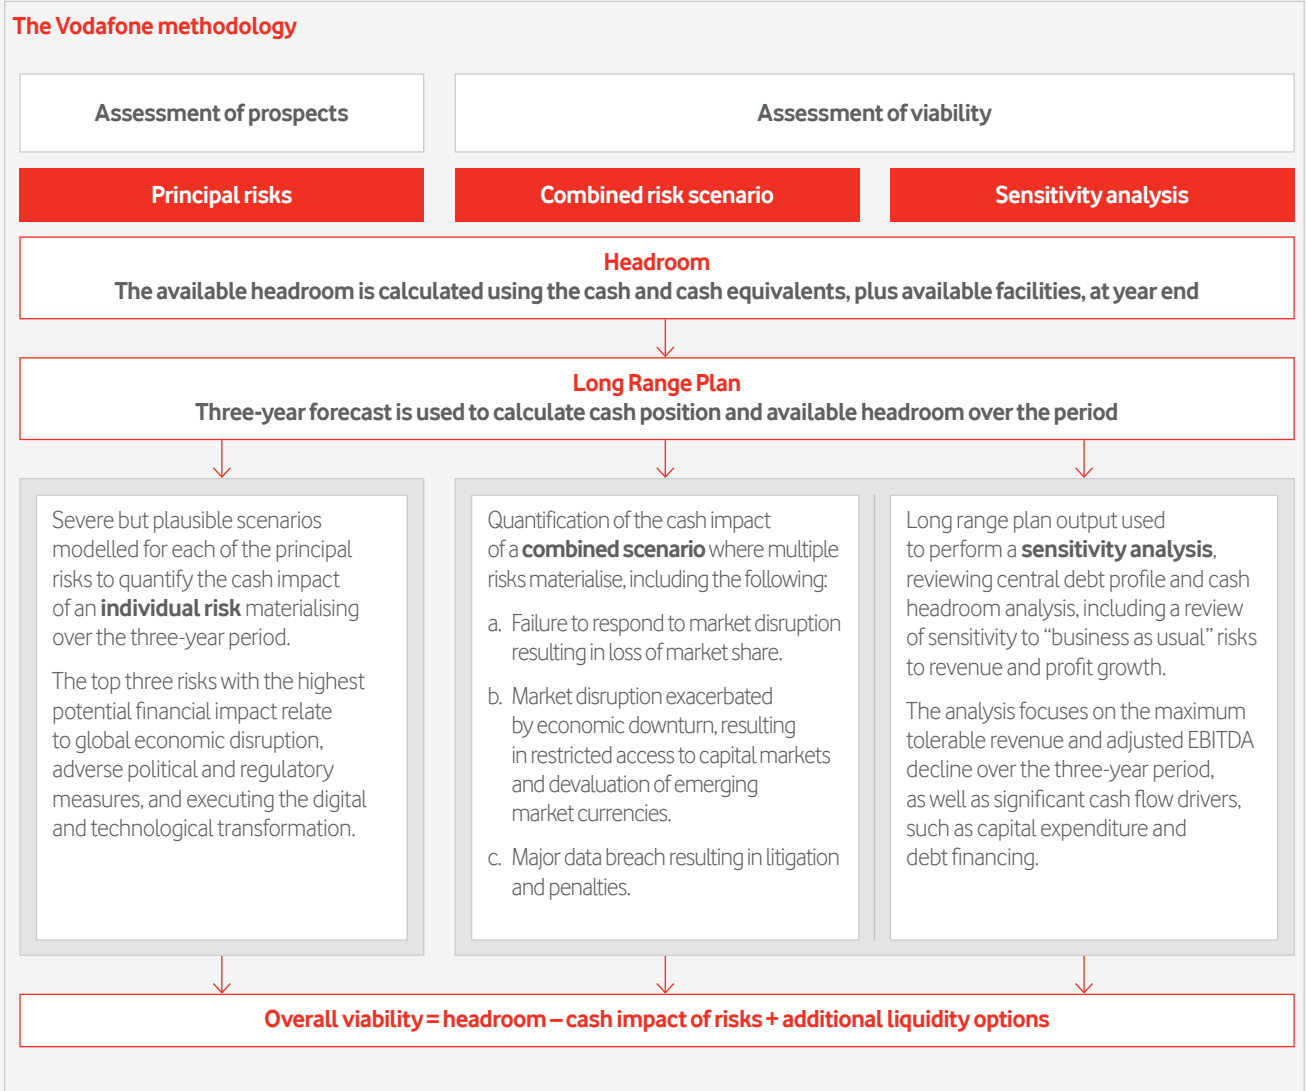 The Vodafone methodology
Assessment of prospects
Assessment of viability
Principal risks
Combined risk scenario
Sensitivity analysis
Headroom
The available headroom is calculated using the cash and cash equivalents, plus available facilities, at year end
Long Range Plan
Three-year forecast is used to calculate cash position and available headroom over the period
Severe but plausible scenarios
modelled for each of the principal
risks to quantify the cash impact
of an individual risk materialising
over the three-year period.
The top three risks with the highest
potential financial impact relate
to global economic disruption,
adverse political and regulatory
measures, and executing the digital
and technological transformation.
Quantification of the cash impact
of a combined scenario where multiple
risks materialise, including the following:
a. Failure to respond to market disruption
resulting in loss of market share.
b. Market disruption exacerbated
by economic downturn, resulting
in restricted access to capital markets
and devaluation of emerging
market currencies.
c. Major data breach resulting in litigation
and penalties.
Long range plan output used
to perform a sensitivity analysis,
reviewing central debt profile and cash
headroom analysis, including a review
of sensitivity to “business as usual” risks
to revenue and profit growth.
The analysis focuses on the maximum
tolerable revenue and adjusted EBITDA
decline over the three-year period,
as well as significant cash flow drivers,
such as capital expenditure and
debt financing.
Overall viability = headroom – cash impact of risks + additional liquidity options